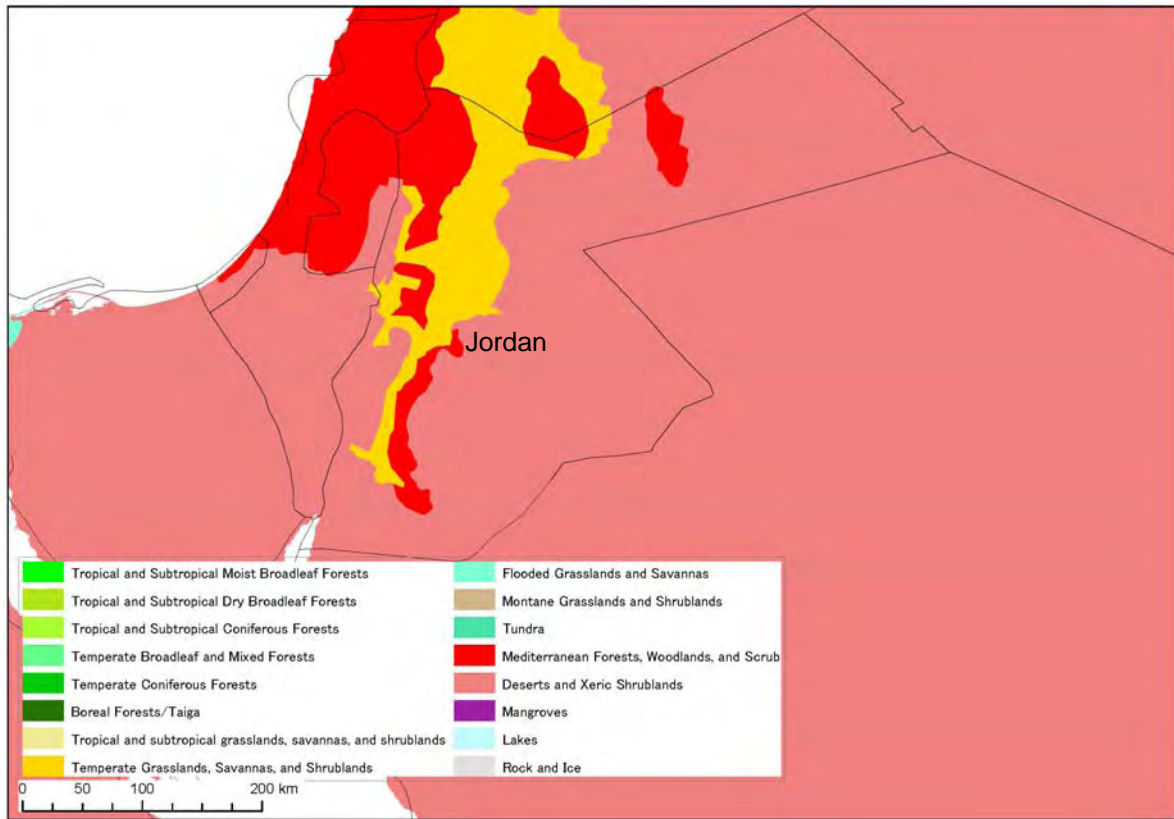 Jordan
Tropical and Subtropical Moist Broadleaf Forests
Tropical and Subtropical Dry Broadleaf Forests
Tropical and Subtropical Coniferous Forests
Temperate Broadleaf and Mixed Forests
Temperate Coniferous Forests
Boreal Forests/Taiga
Tropical and subtropical grasslands, savannas, and shrublands
Temperate Grasslands, Savannas, and Shrublands
Flooded Grasslands and Savannas
Montane Grasslands and Shrublands
Tundra
Mediterranean Forests, Woodlands, and Scrub
Deserts and Xeric Shrublands
Mangroves
Lakes
Rock and Ice
0 50 100 200 km